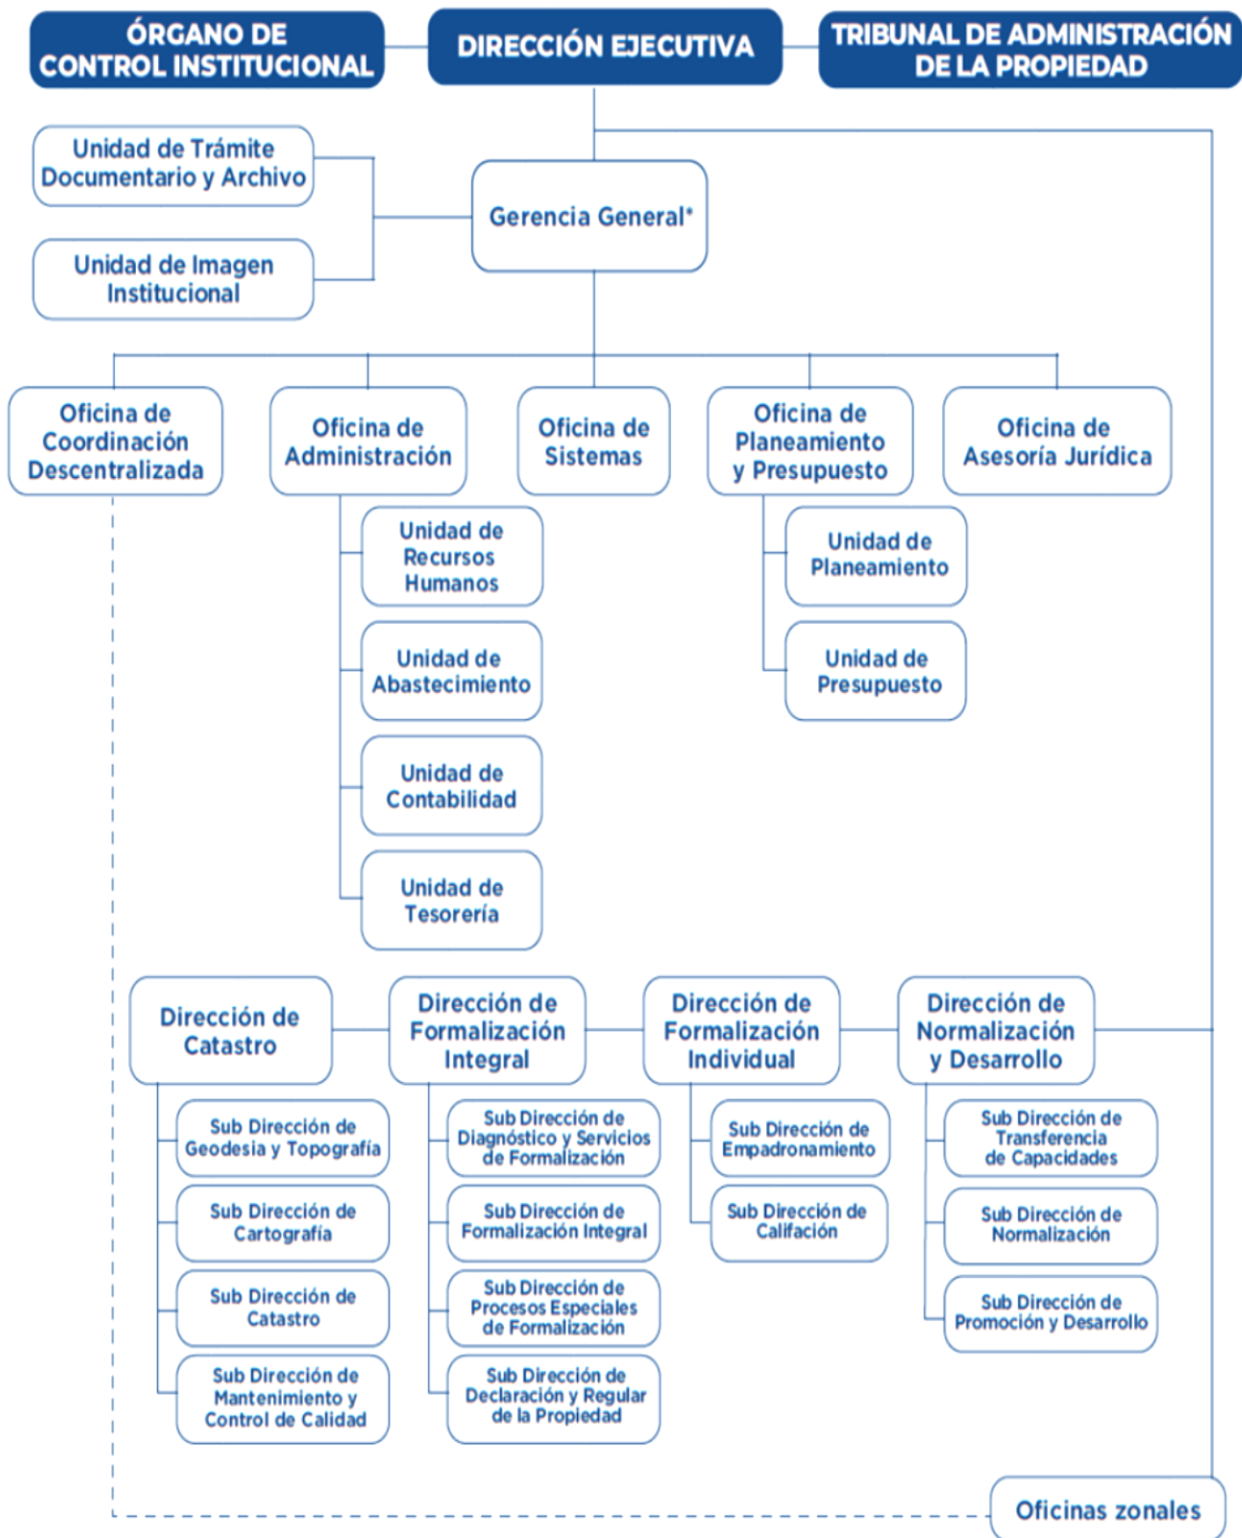 ÓRGANO DE
CONTROL INSTITUCIONAL
DIRECCIÓN EJECUTIVA
TRIBUNAL DE ADMINISTRACIÓN
DE LA PROPIEDAD
Unidad de Trámite
Documentario y Archivo
Gerencia General*
Unidad de Imagen
Institucional
Oficina de
Coordinación
Descentralizada
Oficina de
Administración
Oficina de
Sistemas
Oficina de
Planeamiento
y Presupuesto
Oficina de
Asesoría Jurídica
Unidad de
Recursos
Humanos
Unidad de
Abastecimiento
Unidad de
Contabilidad
Unidad de
Tesorería
Unidad de
Planeamiento
Unidad de
Presupuesto
Dirección de
Catastro
Dirección de
Formalización
Integral
Dirección de
Formalización
Individual
Dirección de
Normalización
y Desarrollo
Sub Dirección de
Geodesia y Topografía
Sub Dirección de
Cartografía
Sub Dirección de
Catastro
Sub Dirección de
Mantenimiento y
Control de Calidad
Sub Dirección de
Diagnóstico y Servicios
de Formalización
Sub Dirección de
Formalización Integral
Sub Dirección de
Procesos Especiales
de Formalización
Sub Dirección de
Declaración y Regular
de la Propiedad
Sub Dirección de
Empadronamiento
Sub Dirección de
Califación
Sub Dirección de
Transferencia
de Capacidades
Sub Dirección de
Normalización
Sub Dirección de
Promoción y Desarrollo
Oficinas zonales